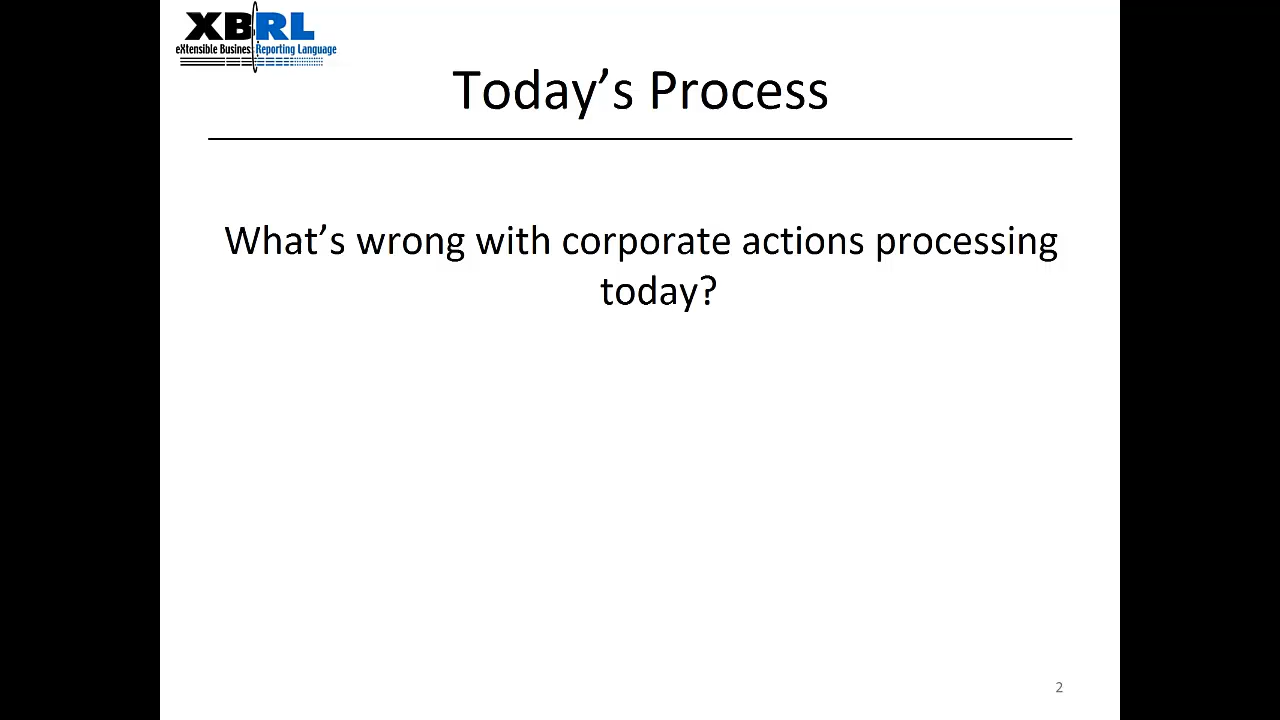 XBRL
eXtensible Business Reporting Language
Today’s Process
What’s wrong with corporate actions processing
today?
2